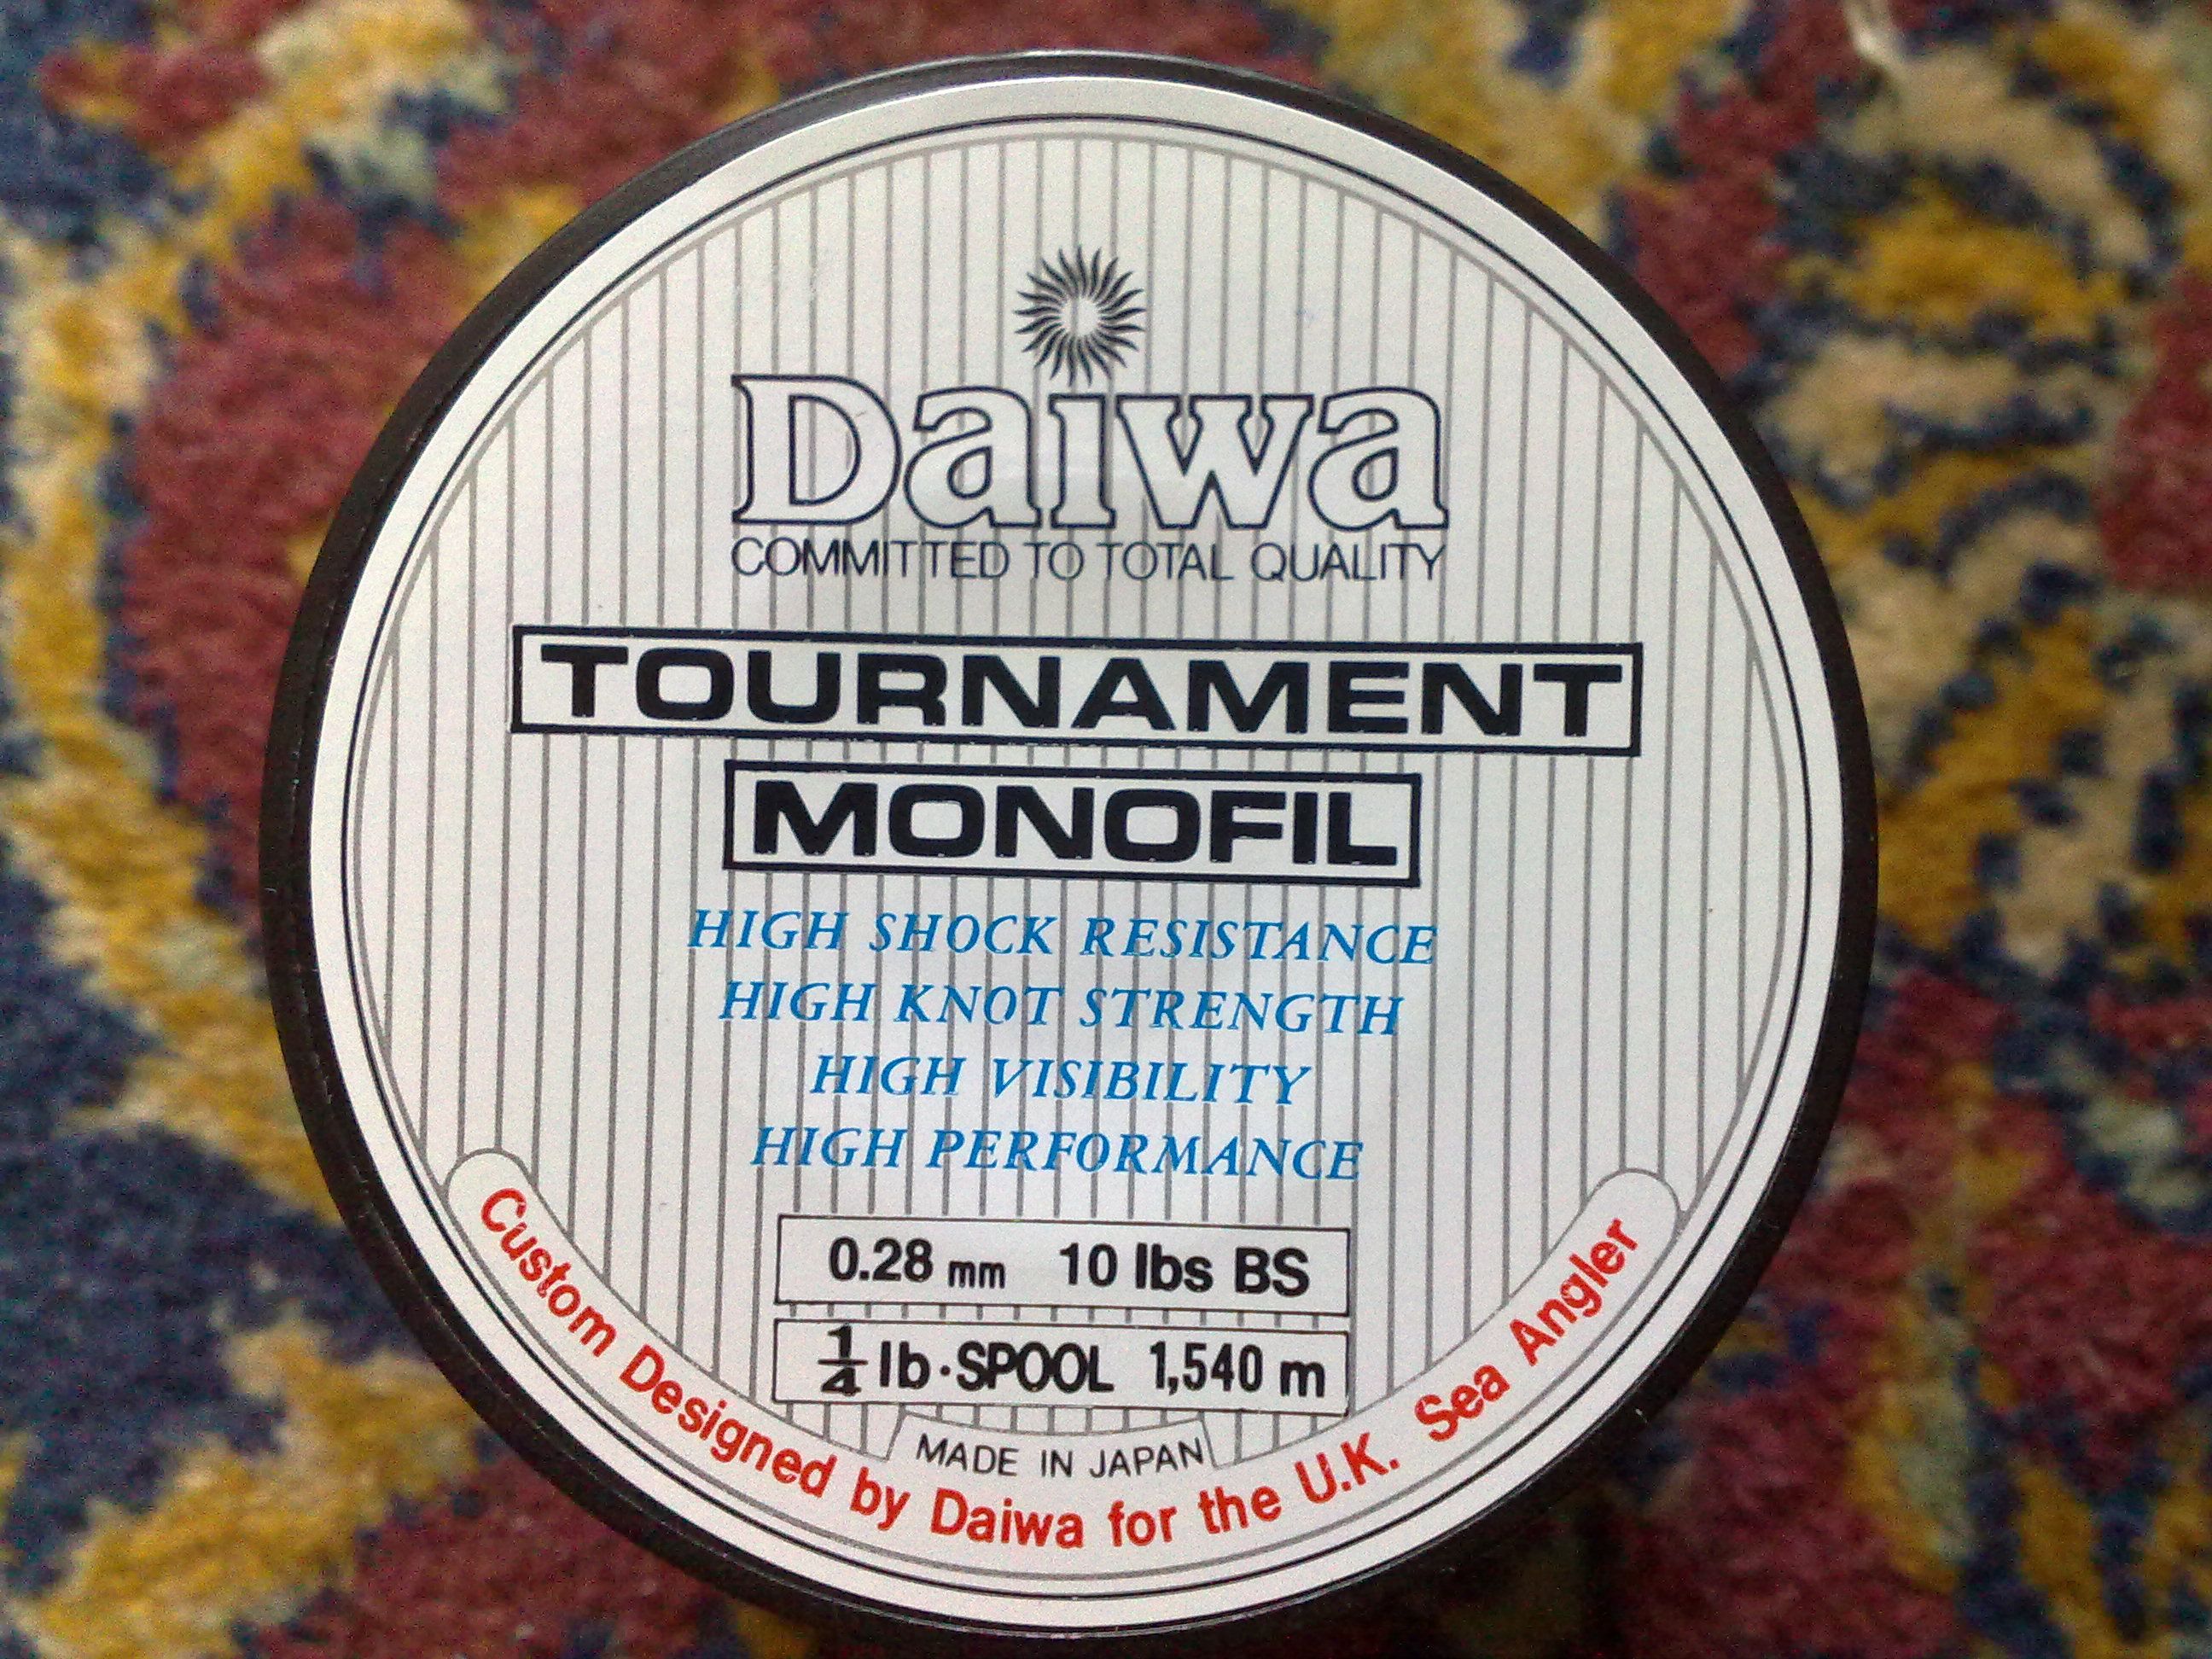 Daiwa
COMMITTED TO TOTAL QUALITY
TOURNAMENT
MONOFIL
HIGH SHOCK RESISTANCE
HIGH KNOT STRENGTH
HIGH VISIBILITY
HIGH PERFORMANCE
0.28 mm 10 lbs BS
1/4 lb·SPOOL 1,540 m
MADE IN JAPAN
Custom Designed by Daiwa for the U.K. Sea Angler